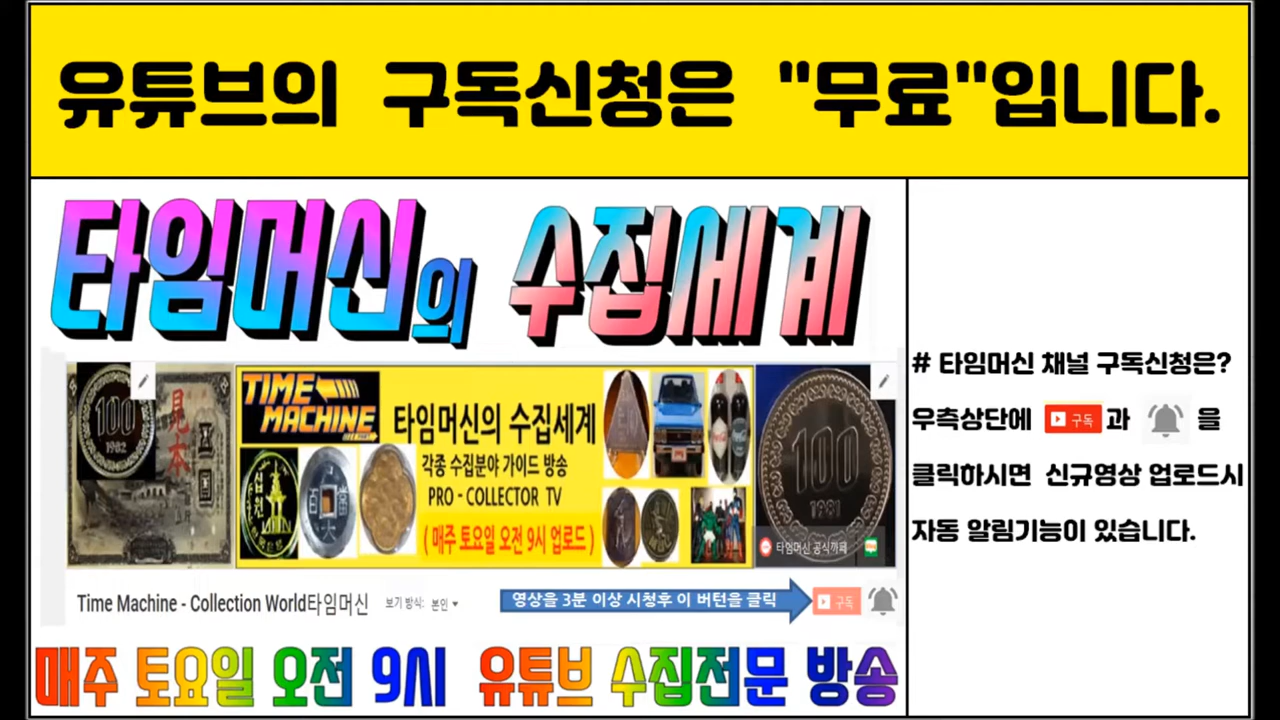 유튜브의 구독신청은 "무료"입니다.
타임머신의 수집세계
100
1982
見本
TIME MACHINE
타임머신의 수집세계
각종 수집분야 가이드 방송
PRO - COLLECTOR TV
( 매주 토요일 오전 9시 업로드 )
100
1981
타임머신 공식까페
Time Machine - Collection World타임머신
보기 방식: 본인
영상을 3분 이상 시청후 이 버턴을 클릭
구독
매주 토요일 오전 9시 유튜브 수집전문 방송
# 타임머신 채널 구독신청은?
우측상단에 구독 과 을
클릭하시면 신규영상 업로드시
자동 알림기능이 있습니다.